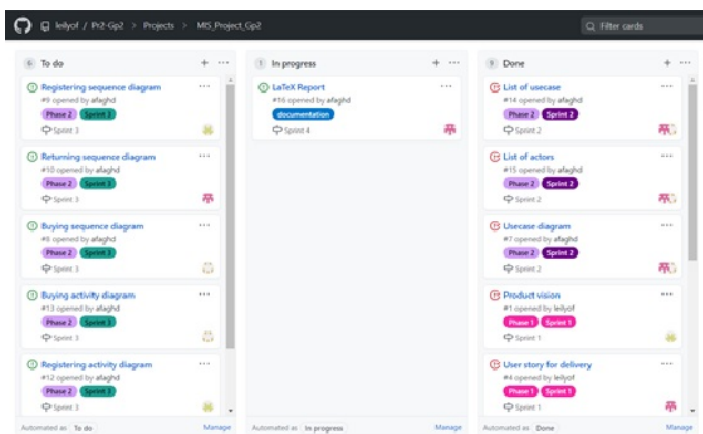 leilyof / Pr2-Gp2 > Projects > MIS_Project_Gp2
Filter cards
6 To do + ...
Registering sequence diagram ...
#9 opened by afaghd
Phase 2 Sprint 3
Sprint 3
Returning sequence diagram ...
#10 opened by afaghd
Phase 2 Sprint 3
Sprint 3
Buying sequence diagram ...
#8 opened by afaghd
Phase 2 Sprint 3
Sprint 3
Buying activity diagram ...
#13 opened by afaghd
Phase 2 Sprint 3
Sprint 3
Registering activity diagram ...
#12 opened by afaghd
Phase 2 Sprint 3
Sprint 3
Automated as To do Manage
1 In progress + ...
LaTeX Report ...
#16 opened by afaghd
documentation
Sprint 4
Automated as In progress Manage
9 Done + ...
List of usecase ...
#14 opened by afaghd
Phase 2 Sprint 2
Sprint 2
List of actors ...
#15 opened by afaghd
Phase 2 Sprint 2
Sprint 2
Usecase diagram ...
#7 opened by afaghd
Phase 2 Sprint 2
Sprint 2
Product vision ...
#1 opened by leilyof
Phase 1 Sprint 1
Sprint 1
User story for delivery ...
#4 opened by leilyof
Phase 1 Sprint 1
Sprint 1
Automated as Done Manage